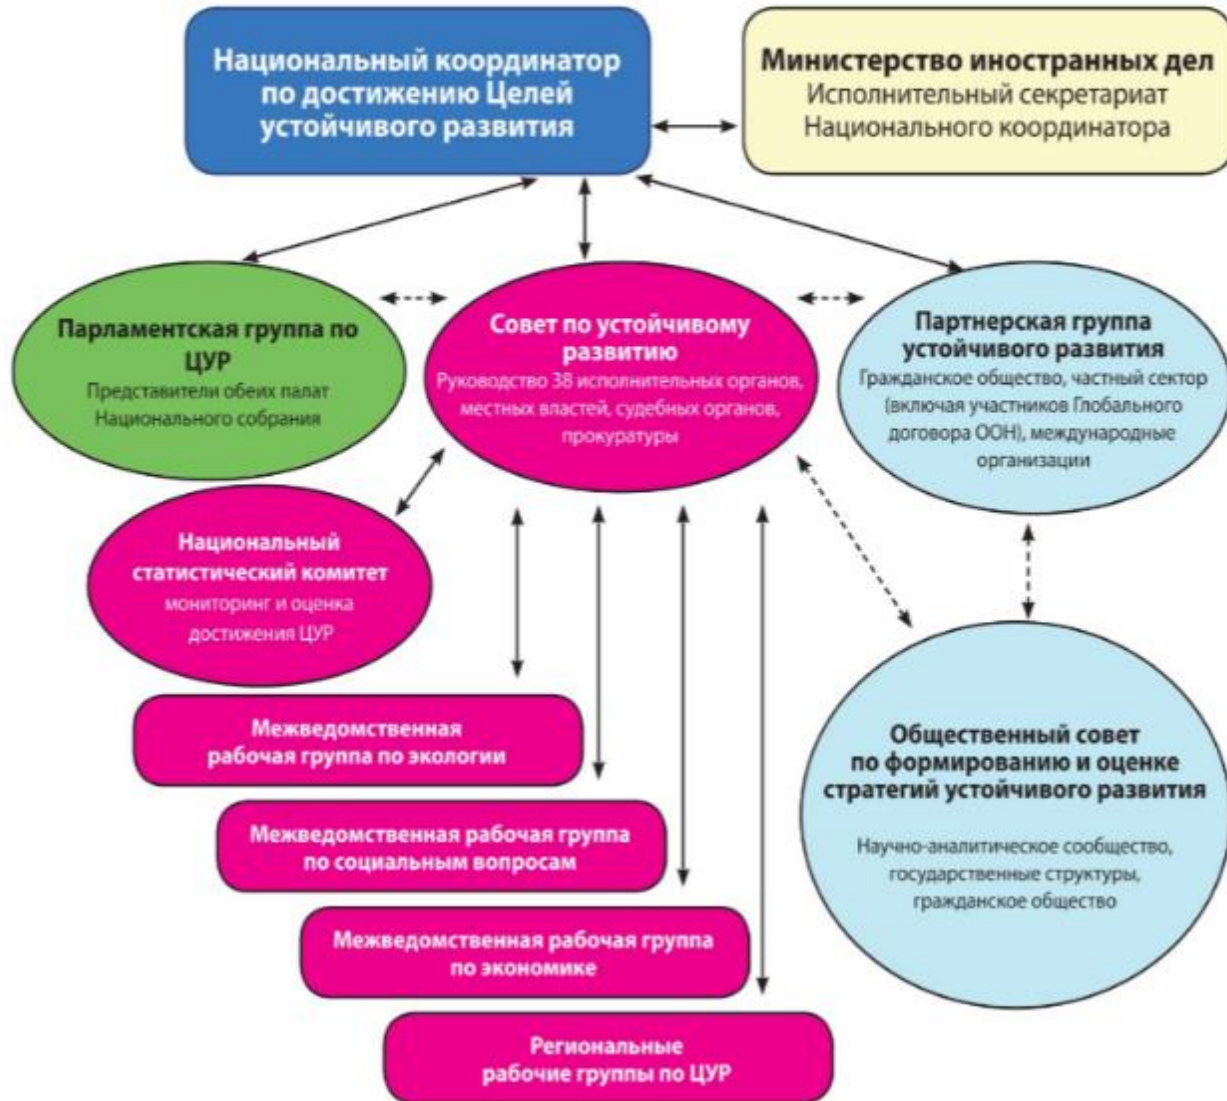 Национальный координатор
по достижению Целей
устойчивого развития
Министерство иностранных дел
Исполнительный секретариат
Национального координатора
Парламентская группа по
ЦУР
Представители обеих палат
Национального собрания
Совет по устойчивому
развитию
Руководство 38 исполнительных органов,
местных властей, судебных органов,
прокуратуры
Партнерская группа
устойчивого развития
Гражданское общество, частный сектор
(включая участников Глобального
договора ООН), международные
организации
Национальный
статистический комитет
мониторинг и оценка
достижения ЦУР
Межведомственная
рабочая группа по экологии
Межведомственная рабочая группа
по социальным вопросам
Межведомственная рабочая группа
по экономике
Региональные
рабочие группы по ЦУР
Общественный совет
по формированию и оценке
стратегий устойчивого развития
Научно-аналитическое сообщество,
государственные структуры,
гражданское общество